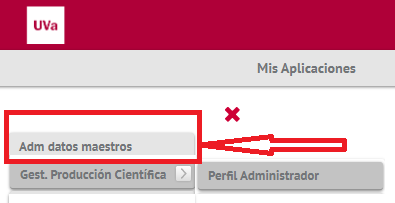 UVa
Mis Aplicaciones
Adm datos maestros
Gest. Producción Científica
Perfil Administrador